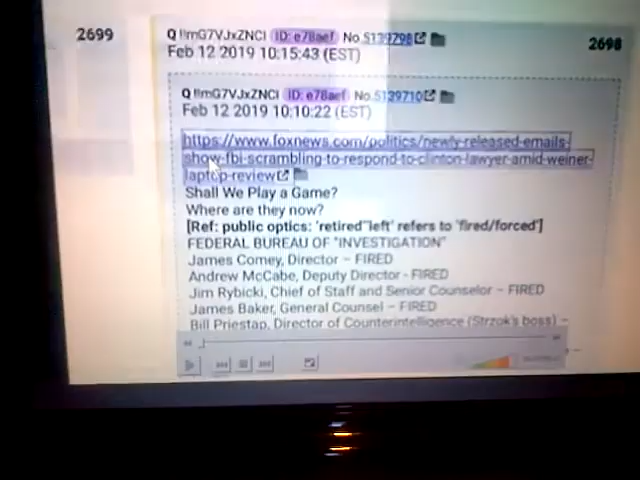 2699
Q !!mG7VJxZNCI ID: e78aef No.5139798
2698
Feb 12 2019 10:15:43 (EST)
Q !!mG7VJxZNCI ID: e78aef No.5139710
Feb 12 2019 10:10:22 (EST)
https://www.foxnews.com/politics/newly-released-emails-
show-fbi-scrambling-to-respond-to-clinton-lawyer-amid-weiner-
laptop-review
Shall We Play a Game?
Where are they now?
[Ref: public optics: 'retired''left' refers to 'fired/forced']
FEDERAL BUREAU OF "INVESTIGATION"
James Comey, Director – FIRED
Andrew McCabe, Deputy Director - FIRED
Jim Rybicki, Chief of Staff and Senior Counselor – FIRED
James Baker, General Counsel – FIRED
Bill Priestap, Director of Counterintelligence (Strzok's boss) –